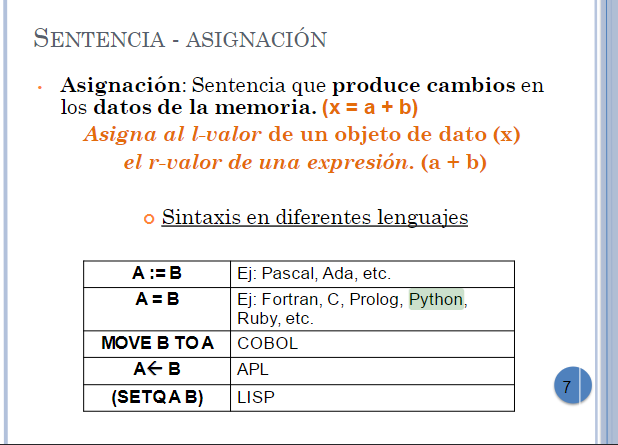 SENTENCIA - ASIGNACIÓN
• Asignación: Sentencia que produce cambios en
los datos de la memoria. (x = a + b)
Asigna al l-valor de un objeto de dato (x)
el r-valor de una expresión. (a + b)
Sintaxis en diferentes lenguajes
A := B Ej: Pascal, Ada, etc.
A = B Ej: Fortran, C, Prolog, Python,
Ruby, etc.
MOVE B TO A COBOL
A← B APL
(SETQ A B) LISP
7